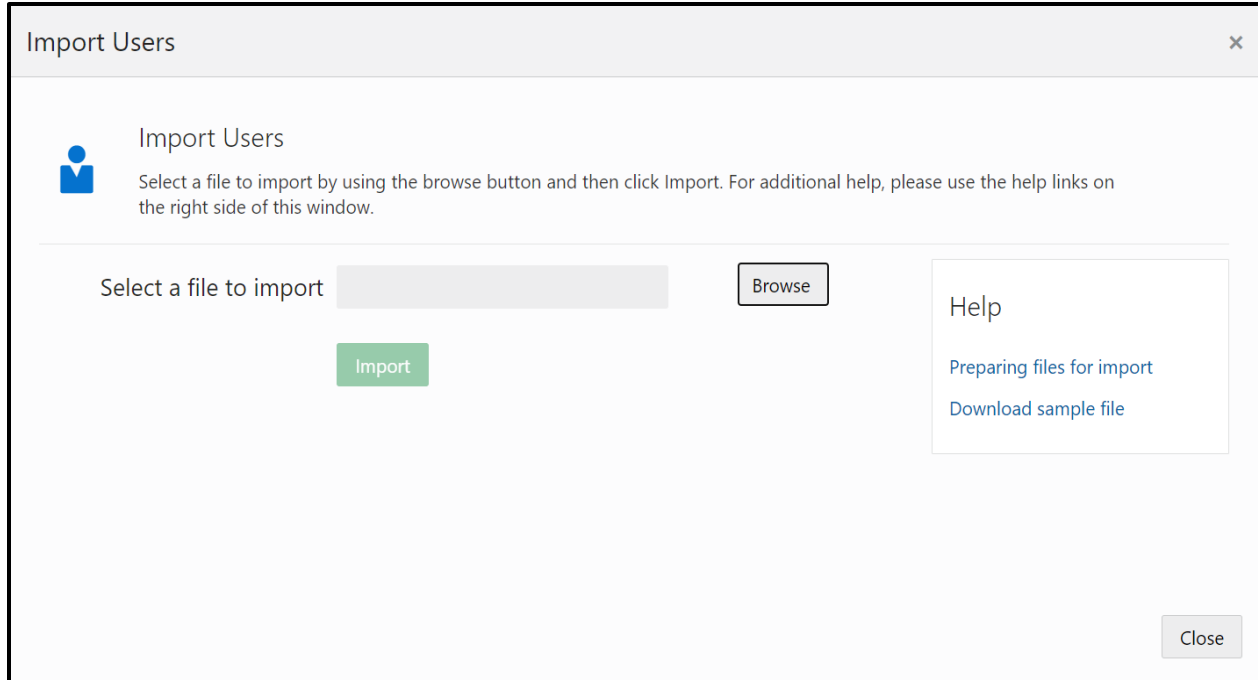 Import Users
×
Import Users
Select a file to import by using the browse button and then click Import. For additional help, please use the help links on
the right side of this window.
Select a file to import
Browse
Import
Help
Preparing files for import
Download sample file
Close